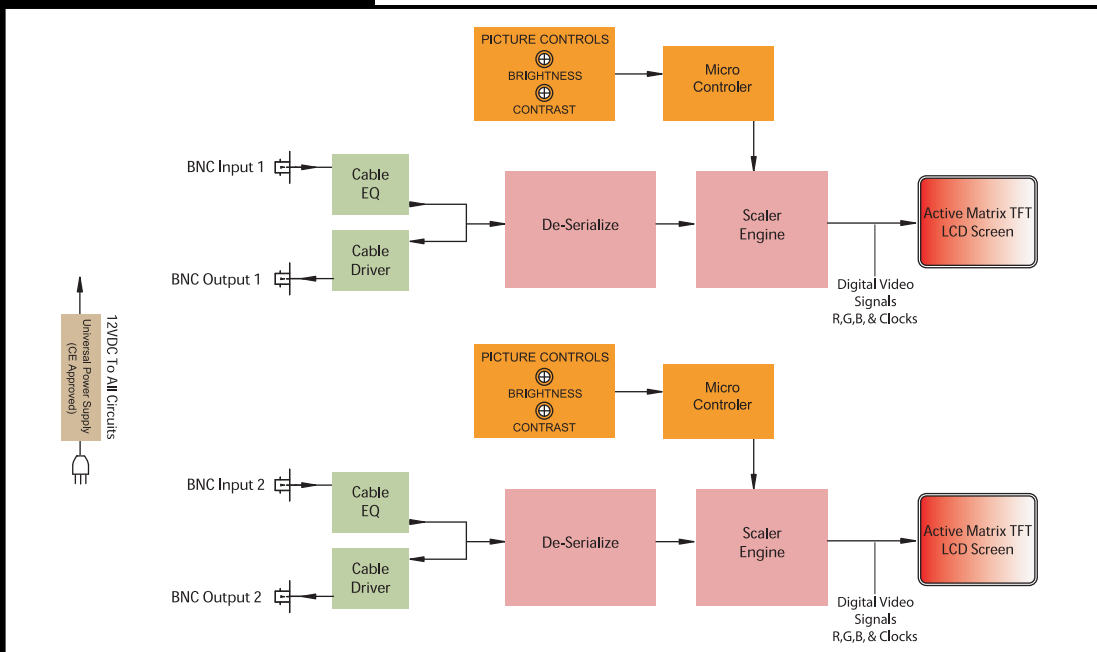 PICTURE CONTROLS
BRIGHTNESS
CONTRAST
Micro
Controler
BNC Input 1
Cable
EQ
De-Serialize
Scaler
Engine
Active Matrix TFT
LCD Screen
Cable
Driver
BNC Output 1
Digital Video
Signals
R,G,B, & Clocks
12VDC To All Circuits
Universal Power Supply
(CE Approved)
PICTURE CONTROLS
BRIGHTNESS
CONTRAST
Micro
Controler
BNC Input 2
Cable
EQ
De-Serialize
Scaler
Engine
Active Matrix TFT
LCD Screen
Cable
Driver
BNC Output 2
Digital Video
Signals
R,G,B, & Clocks